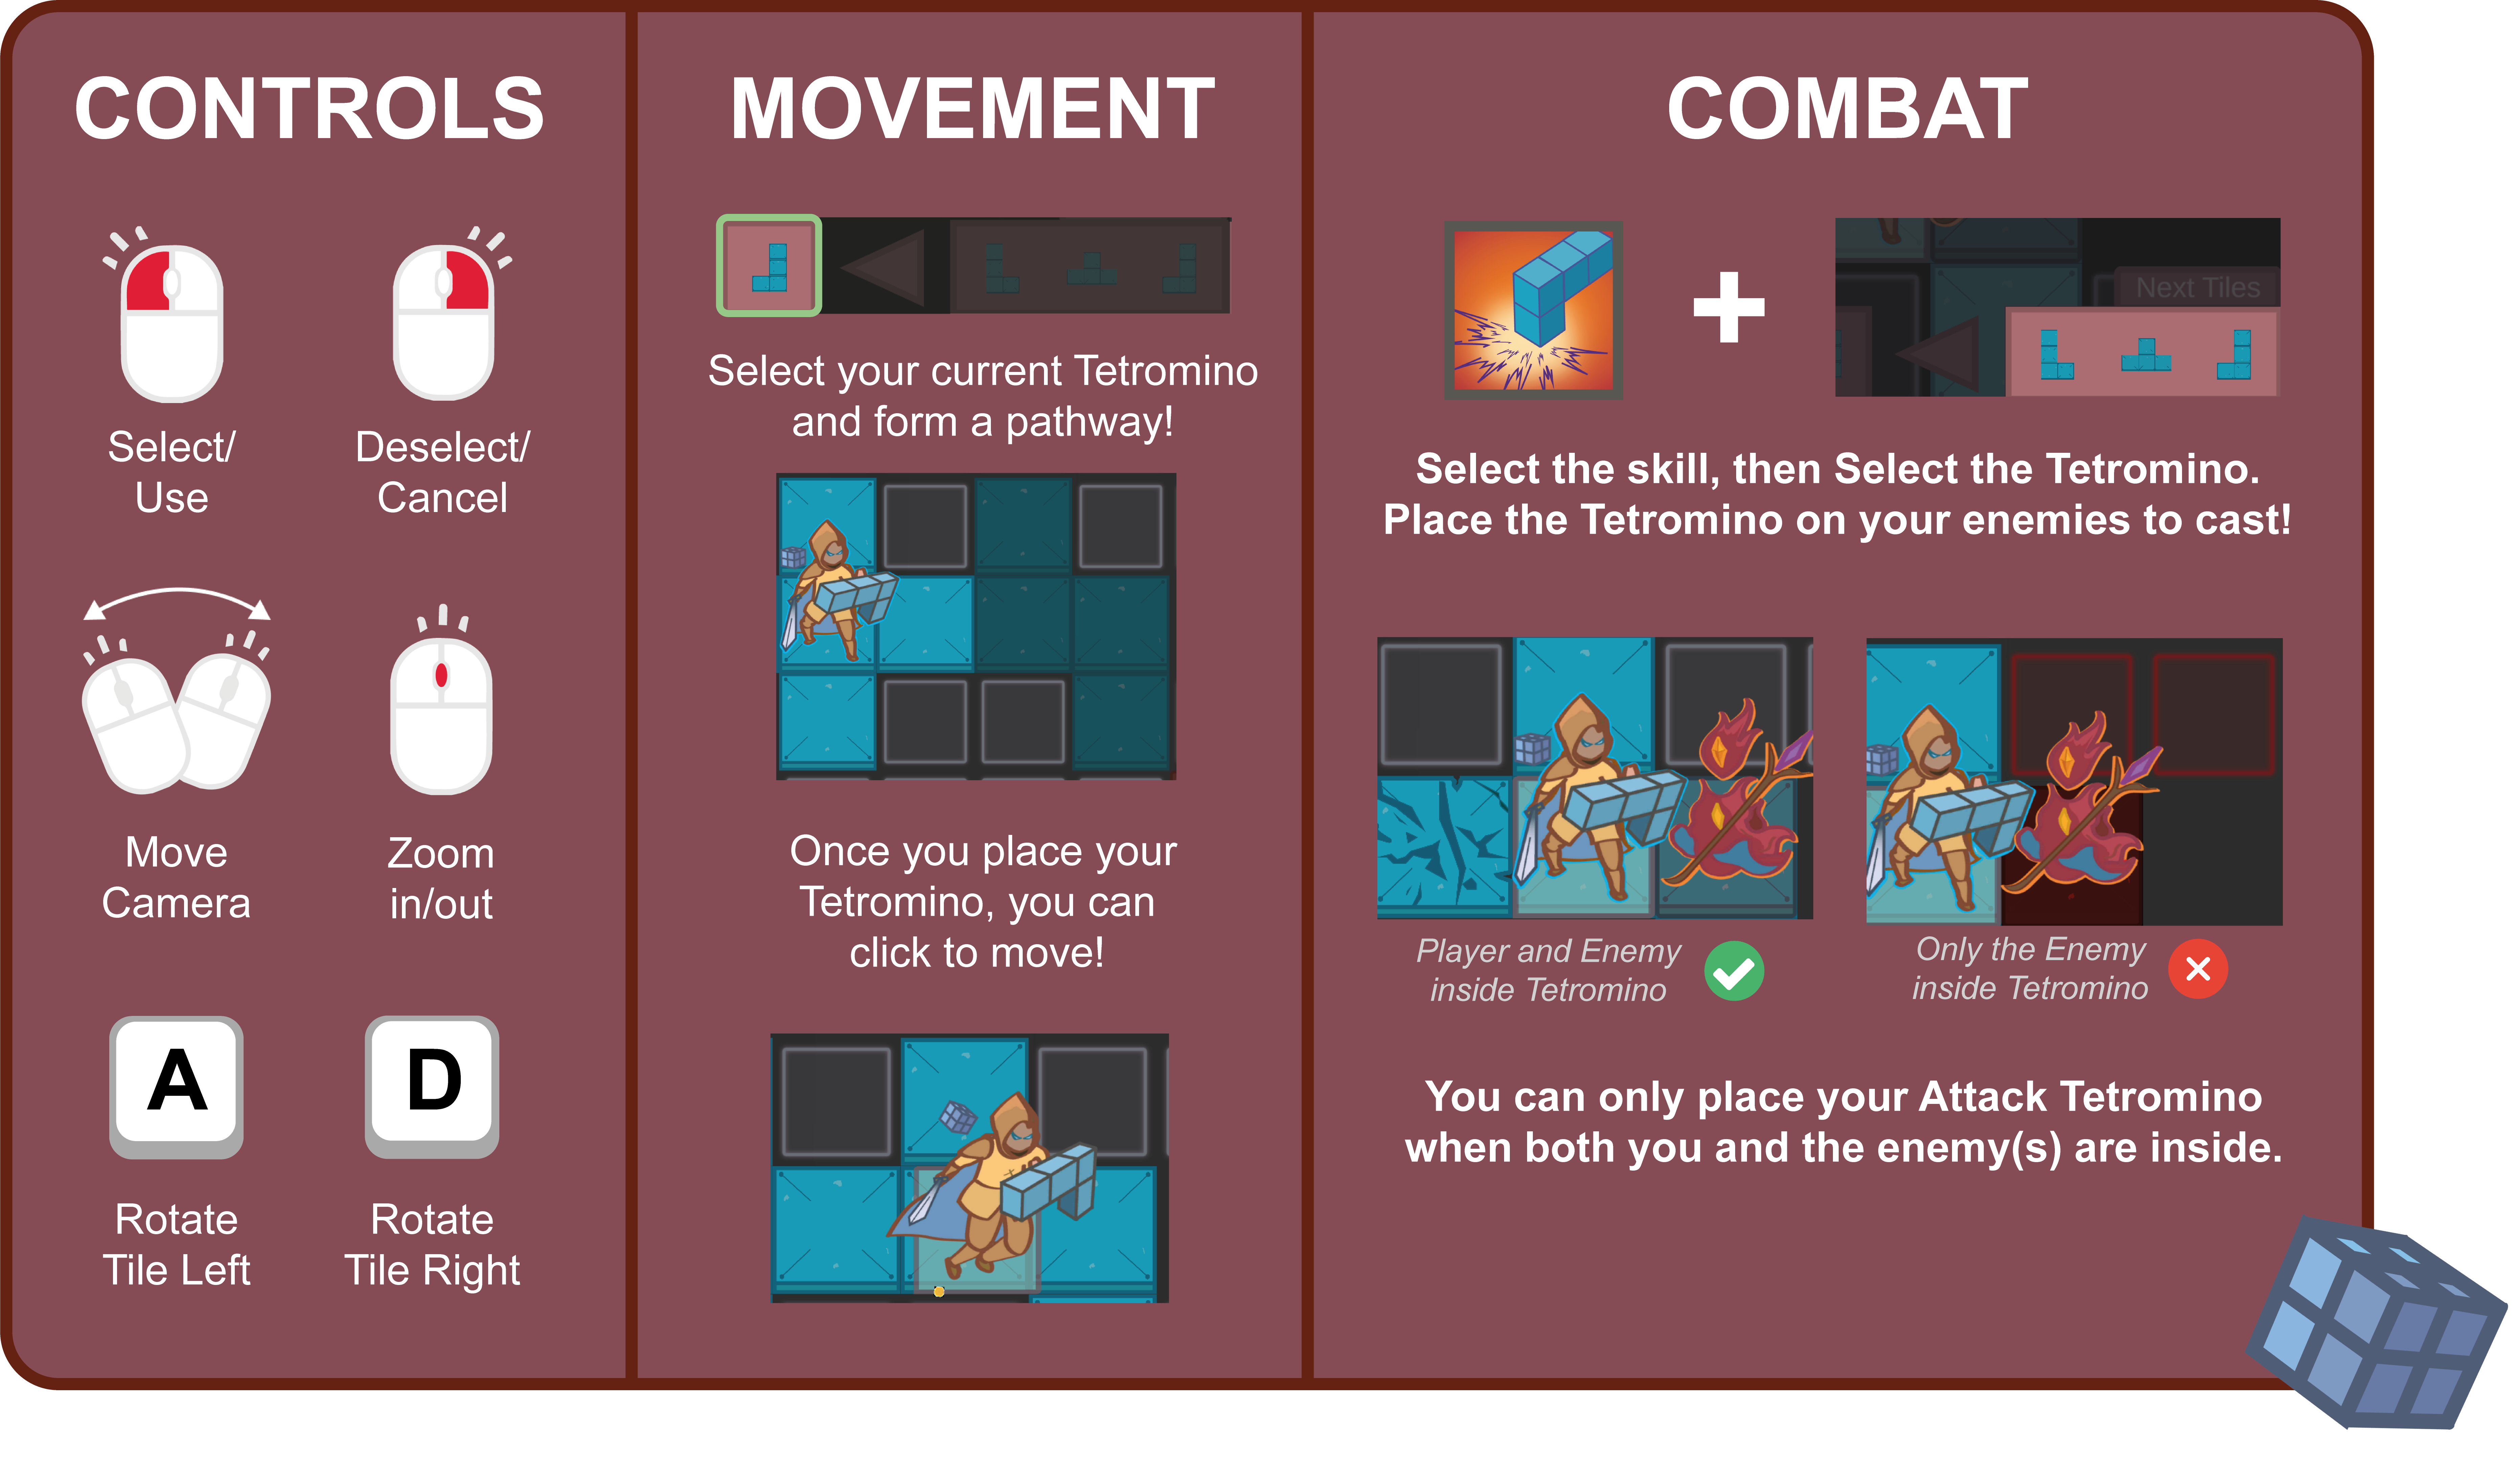 CONTROLS
Select/
Use
Deselect/
Cancel
Move
Camera
Zoom
in/out
A
D
Rotate
Tile Left
Rotate
Tile Right
MOVEMENT
Select your current Tetromino
and form a pathway!
Once you place your
Tetromino, you can
click to move!
COMBAT
Next Tiles
Select the skill, then Select the Tetromino.
Place the Tetromino on your enemies to cast!
Player and Enemy
inside Tetromino
Only the Enemy
inside Tetromino
You can only place your Attack Tetromino
when both you and the enemy(s) are inside.